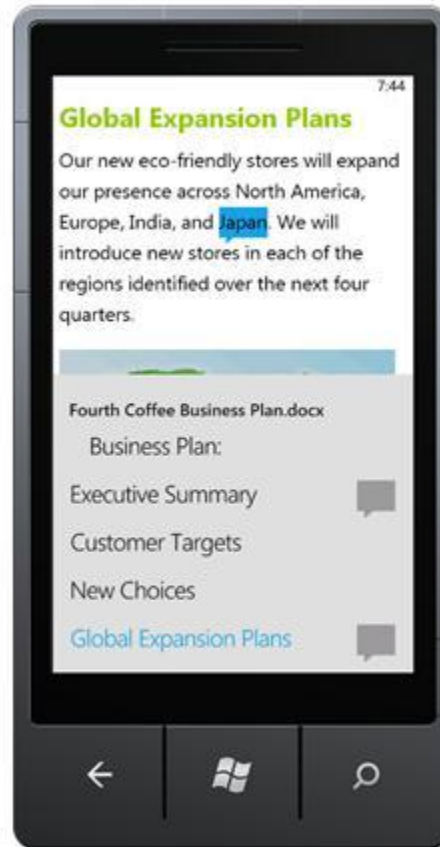 7:44
Global Expansion Plans
Our new eco-friendly stores will expand
our presence across North America,
Europe, India, and Japan. We will
introduce new stores in each of the
regions identified over the next four
quarters.
Fourth Coffee Business Plan.docx
Business Plan:
Executive Summary
Customer Targets
New Choices
Global Expansion Plans